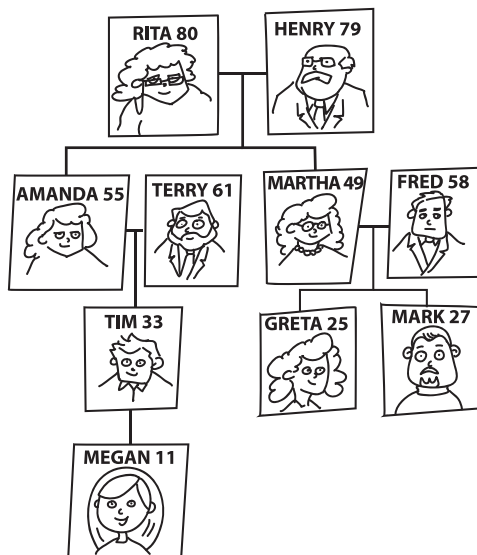 RITA 80
HENRY 79
AMANDA 55
TERRY 61
MARTHA 49
FRED 58
TIM 33
GRETA 25
MARK 27
MEGAN 11